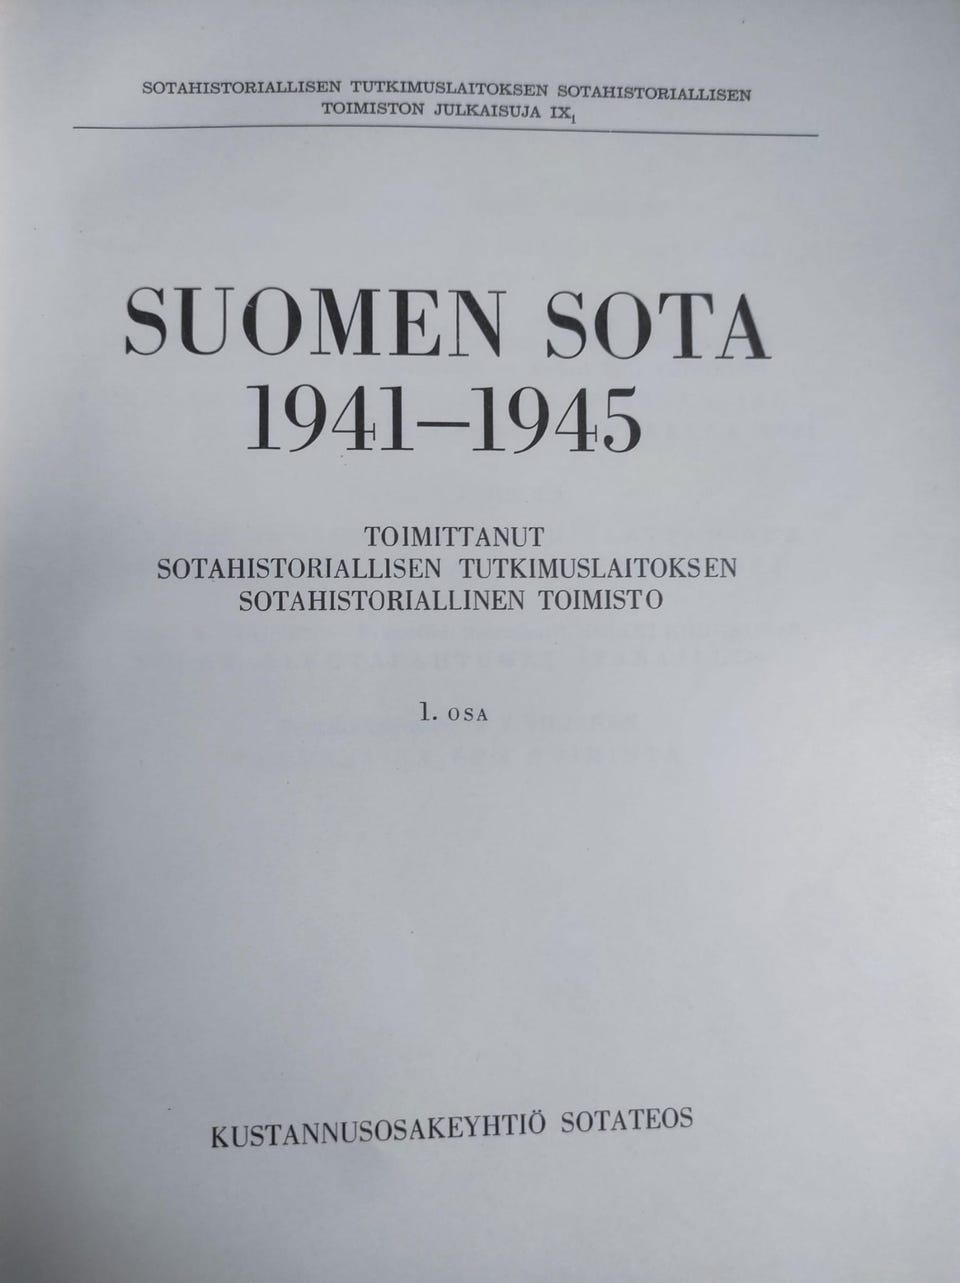 SOTAHISTORIALLISEN TUTKIMUSLAITOKSEN SOTAHISTORIALLISEN
TOIMISTON JULKAISUJA IX₁
SUOMEN SOTA
1941–1945
TOIMITTANUT
SOTAHISTORIALLISEN TUTKIMUSLAITOKSEN
SOTAHISTORIALLINEN TOIMISTO
1. OSA
KUSTANNUSOSAKEYHTIÖ SOTATEOS